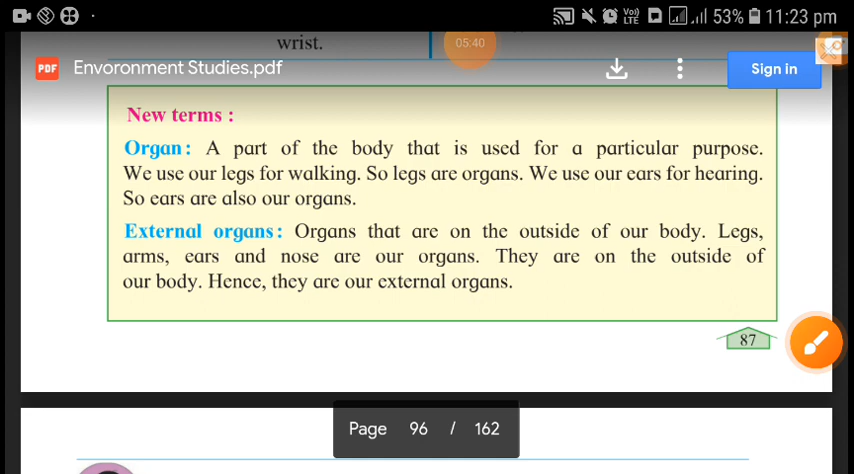 53% 11:23 pm
wrist.
05:40
PDF Envoronment Studies.pdf
Sign in
New terms :
Organ: A part of the body that is used for a particular purpose.
We use our legs for walking. So legs are organs. We use our ears for hearing.
So ears are also our organs.
External organs: Organs that are on the outside of our body. Legs,
arms, ears and nose are our organs. They are on the outside of
our body. Hence, they are our external organs.
87
Page 96 / 162